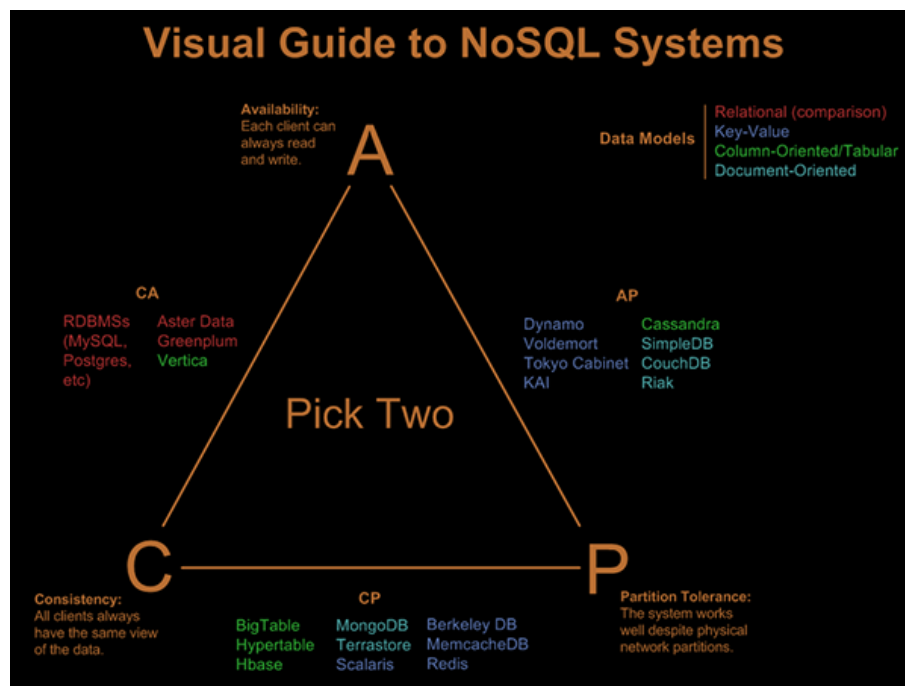 Visual Guide to NoSQL Systems
Availability:
Each client can
always read
and write.
A
Data Models
Relational (comparison)
Key-Value
Column-Oriented/Tabular
Document-Oriented
CA
RDBMSs
(MySQL,
Postgres,
etc)
Aster Data
Greenplum
Vertica
AP
Dynamo
Voldemort
Tokyo Cabinet
KAI
Cassandra
SimpleDB
CouchDB
Riak
Pick Two
C
P
Consistency:
All clients always
have the same view
of the data.
CP
BigTable
Hypertable
Hbase
MongoDB
Terrastore
Scalaris
Berkeley DB
MemcacheDB
Redis
Partition Tolerance:
The system works
well despite physical
network partitions.